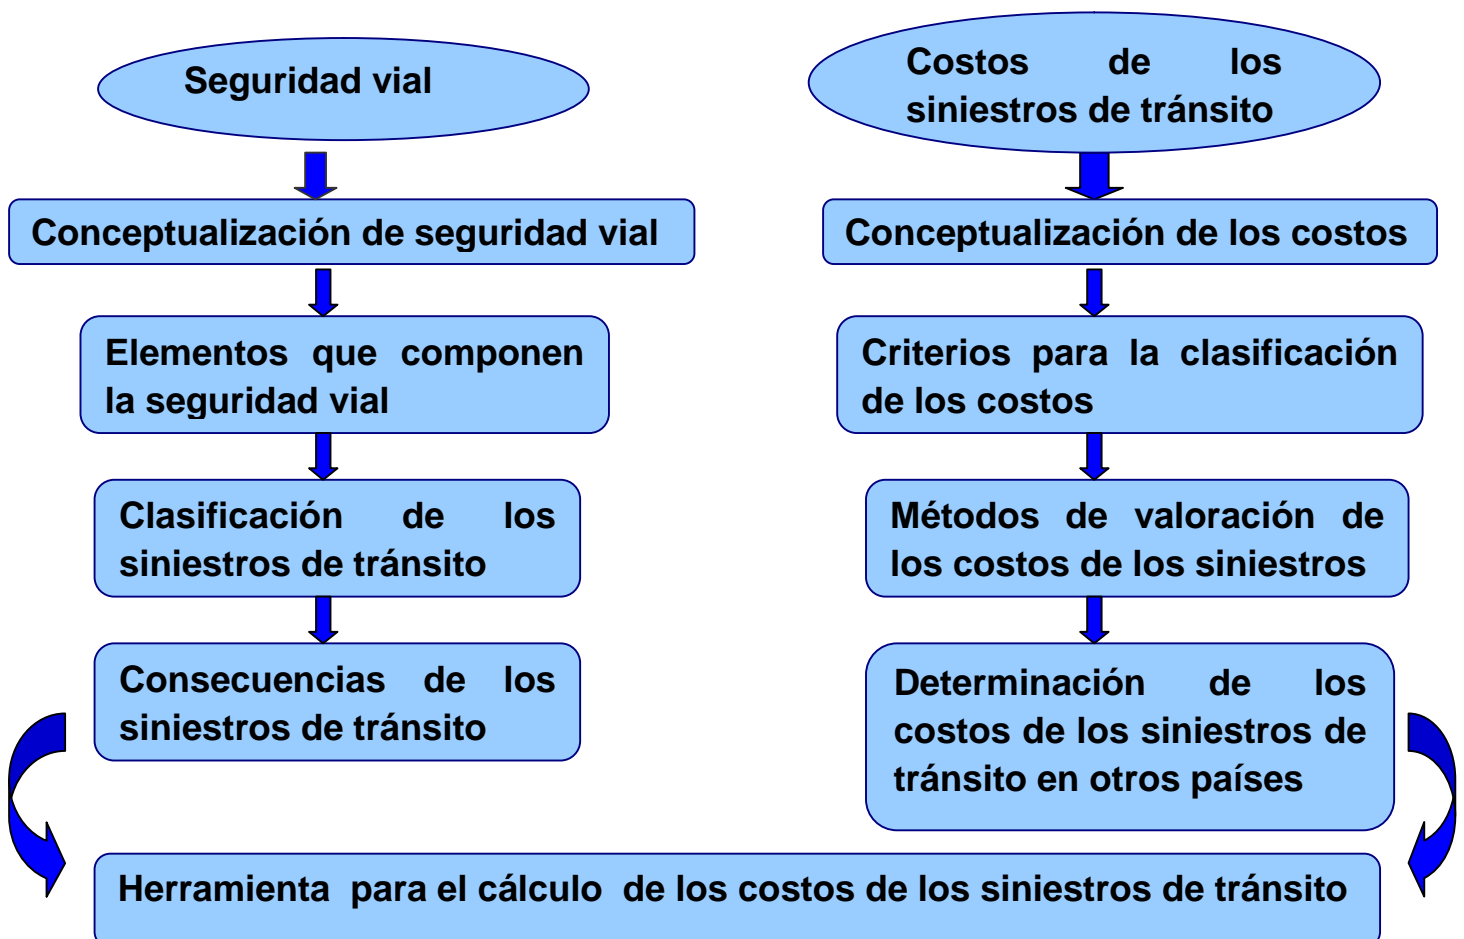 Seguridad vial
Conceptualización de seguridad vial
Elementos que componen
la seguridad vial
Clasificación de los
siniestros de tránsito
Consecuencias de los
siniestros de tránsito
Costos de los
siniestros de tránsito
Conceptualización de los costos
Criterios para la clasificación
de los costos
Métodos de valoración de
los costos de los siniestros
Determinación de los
costos de los siniestros de
tránsito en otros países
Herramienta para el cálculo de los costos de los siniestros de tránsito